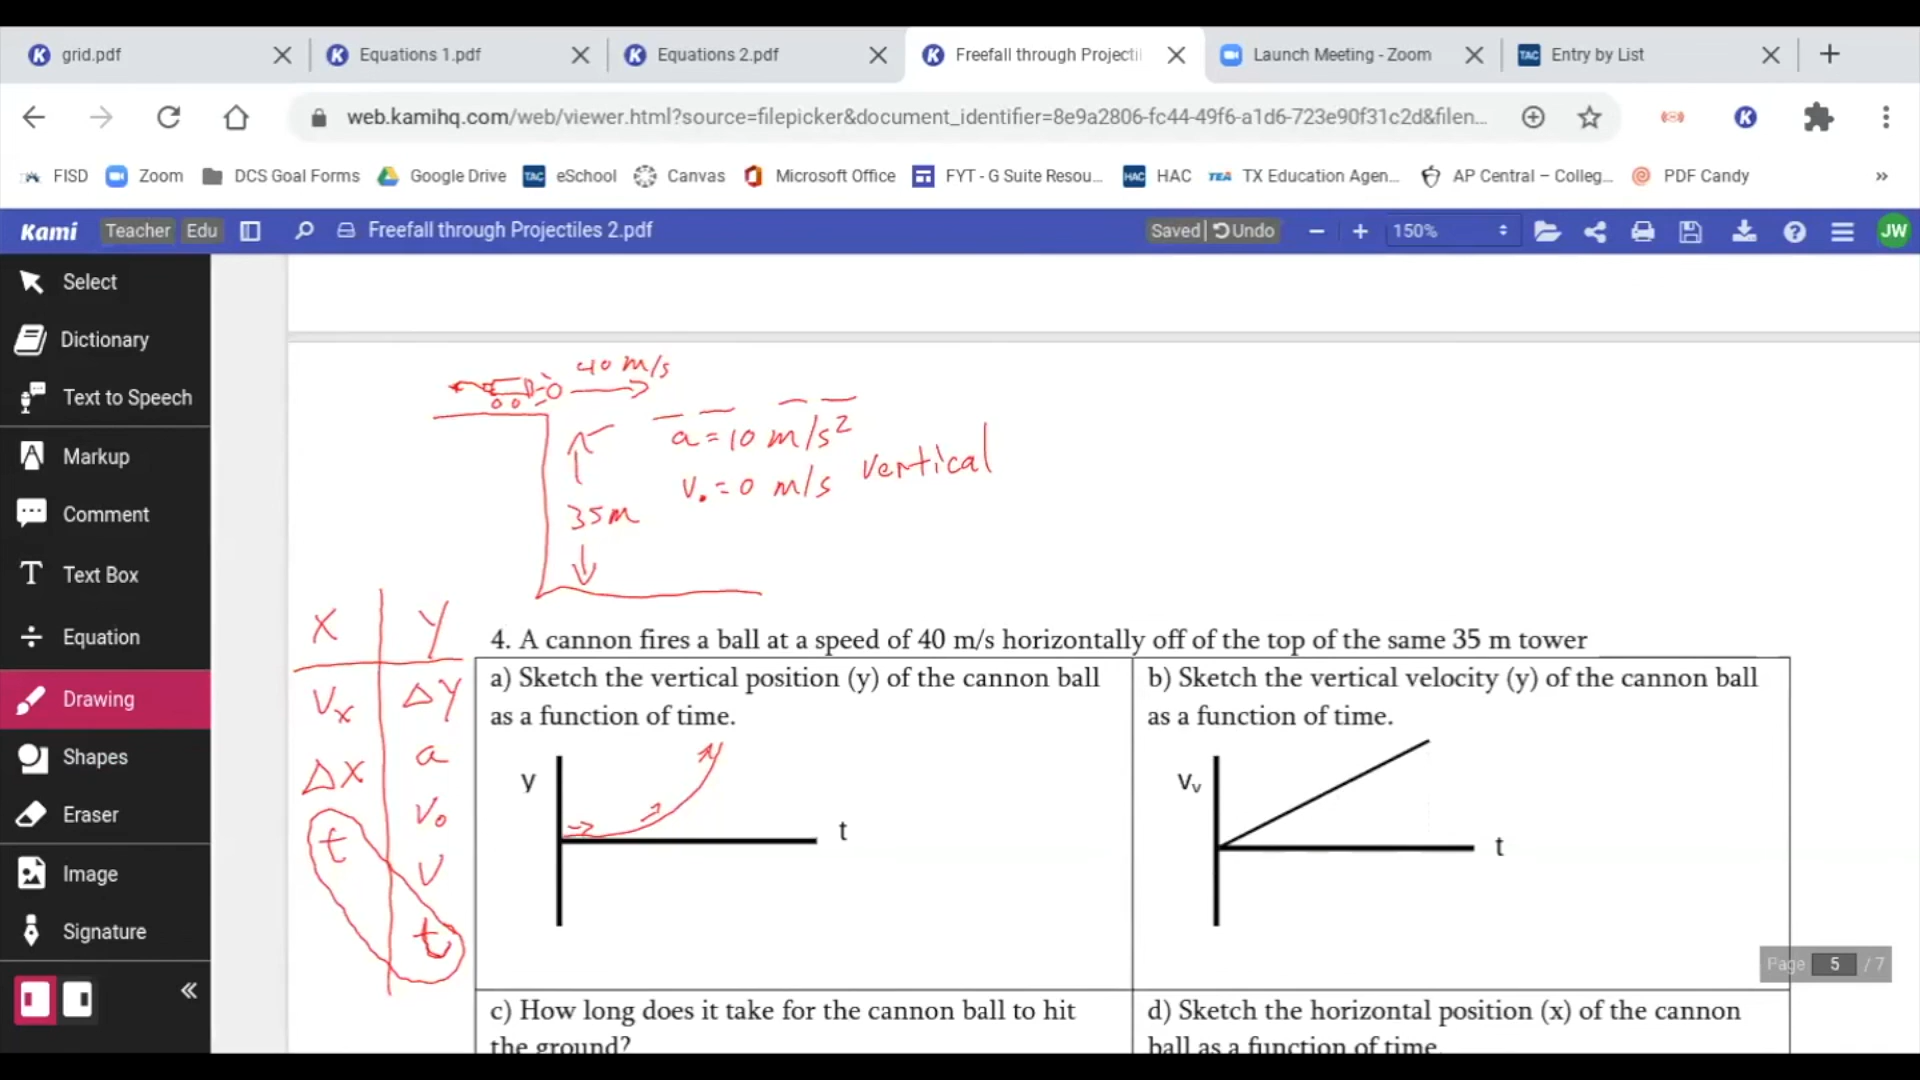 grid.pdf
Equations 1.pdf
Equations 2.pdf
Freefall through Projecti
Launch Meeting - Zoom
TAC
Entry by List
web.kamihq.com/web/viewer.html?source=filepicker&document_identifier=8e9a2806-fc44-49f6-a1d6-723e90f31c2d&filen...
FISD
Zoom
DCS Goal Forms
Google Drive
TAC
eSchool
Canvas
Microsoft Office
FYT - G Suite Resou...
HAC
HAC
TEA
TX Education Agen...
AP Central – Colleg...
PDF Candy
»
Kami
Teacher
Edu
Freefall through Projectiles 2.pdf
Saved
Undo
150%
JW
Select
Dictionary
Text to Speech
Markup
Comment
Text Box
Equation
Drawing
Shapes
Eraser
Image
Signature
40 m/s
a = 10 m/s²
v₀ = 0 m/s vertical
35m
X Y
Vx ΔY
ΔX a
t V₀
V
t
4. A cannon fires a ball at a speed of 40 m/s horizontally off of the top of the same 35 m tower
a) Sketch the vertical position (y) of the cannon ball
as a function of time.
y
t
b) Sketch the vertical velocity (y) of the cannon ball
as a function of time.
Vv
t
c) How long does it take for the cannon ball to hit
the ground?
d) Sketch the horizontal position (x) of the cannon
ball as a function of time.
Page 5 / 7